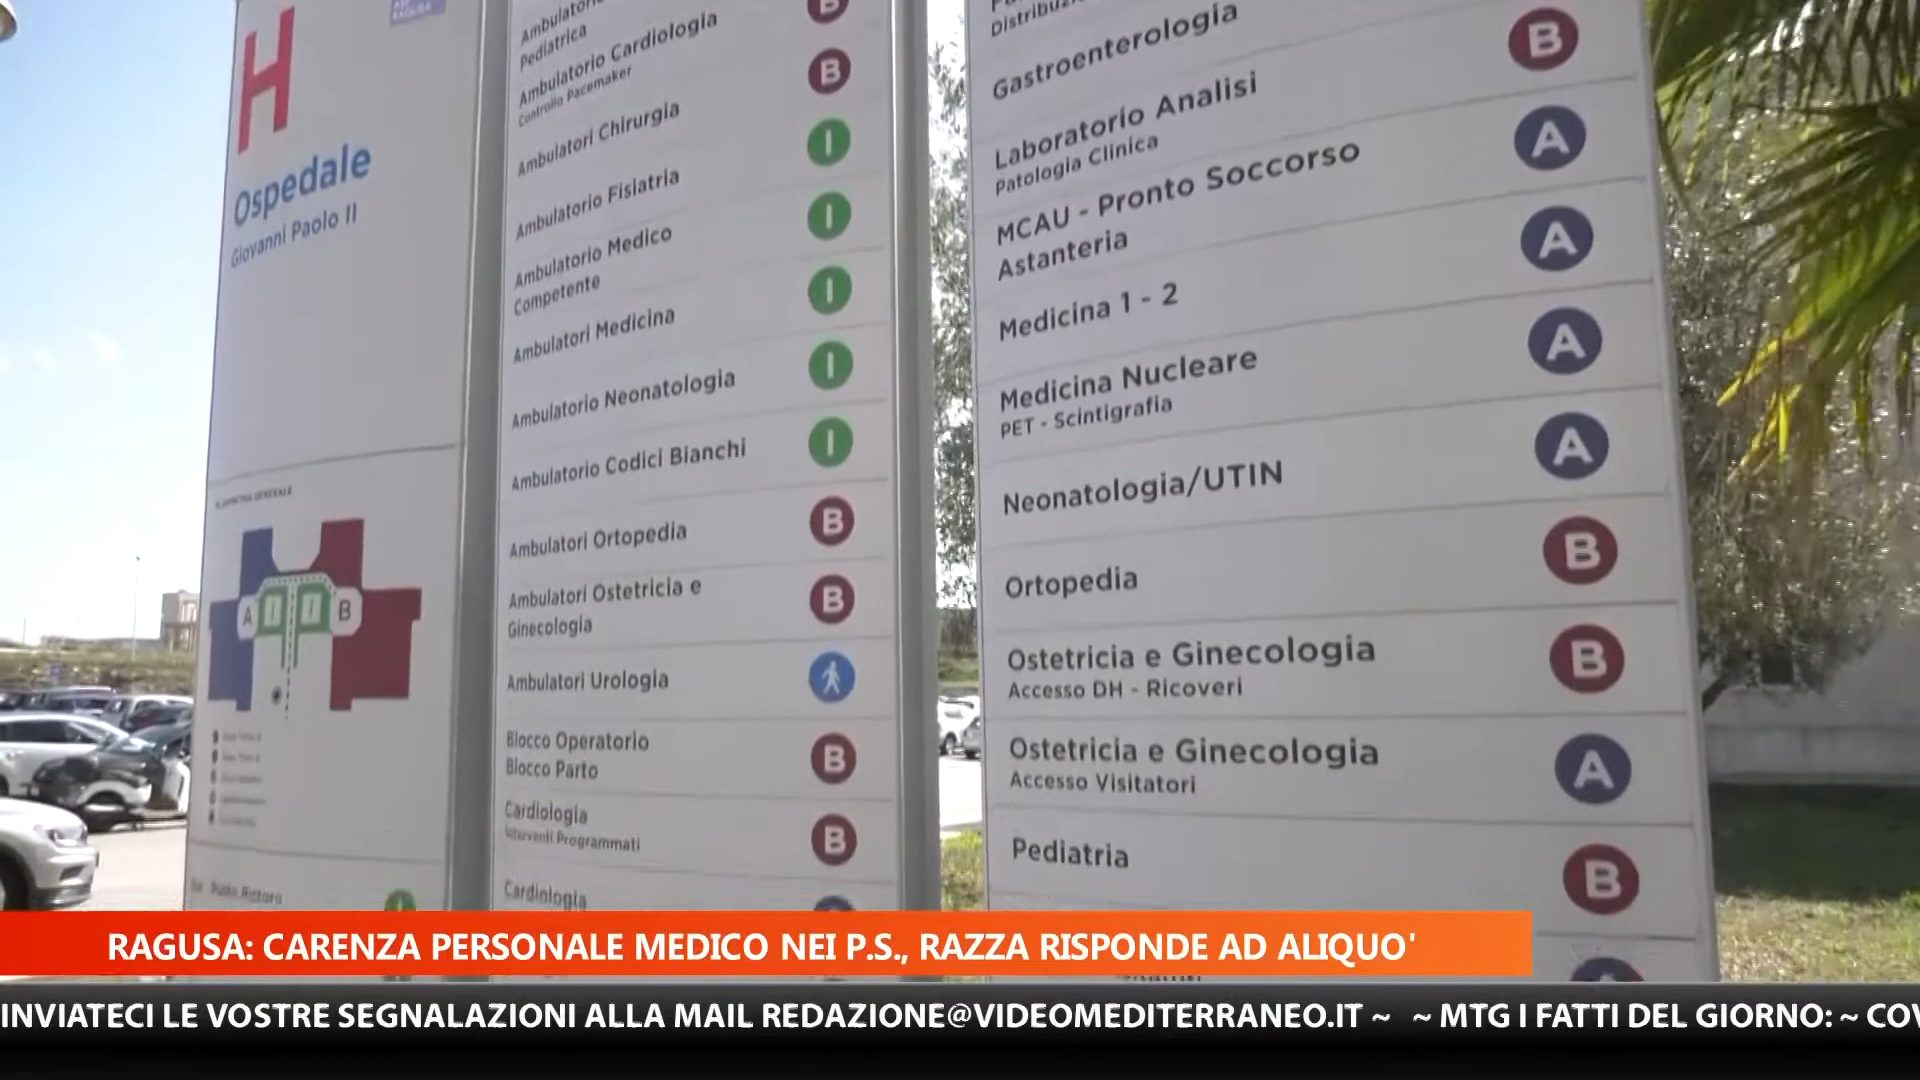 H
RAGUSA
Ospedale
Giovanni Paolo II
A
I
I
B
Pediatrica
B
Ambulatorio Cardiologia
Controllo Pacemaker
B
Ambulatori Chirurgia
I
Ambulatorio Fisiatria
I
Ambulatorio Medico
Competente
I
Ambulatori Medicina
I
Ambulatorio Neonatologia
I
Ambulatorio Codici Bianchi
Ambulatori Ortopedia
B
Ambulatori Ostetricia e
Ginecologia
B
Ambulatori Urologia
Blocco Operatorio
Blocco Parto
B
Cardiologia
Interventi Programmati
B
Cardiologia
Gastroenterologia
B
Laboratorio Analisi
Patologia Clinica
A
MCAU - Pronto Soccorso
Astanteria
A
Medicina 1 - 2
A
Medicina Nucleare
PET - Scintigrafia
A
Neonatologia/UTIN
Ortopedia
B
Ostetricia e Ginecologia
Accesso DH - Ricoveri
B
Ostetricia e Ginecologia
Accesso Visitatori
A
Pediatria
B
RAGUSA: CARENZA PERSONALE MEDICO NEI P.S., RAZZA RISPONDE AD ALIQUO'
INVIATECI LE VOSTRE SEGNALAZIONI ALLA MAIL REDAZIONE@VIDEOMEDITERRANEO.IT ~ ~ MTG I FATTI DEL GIORNO: ~ COV